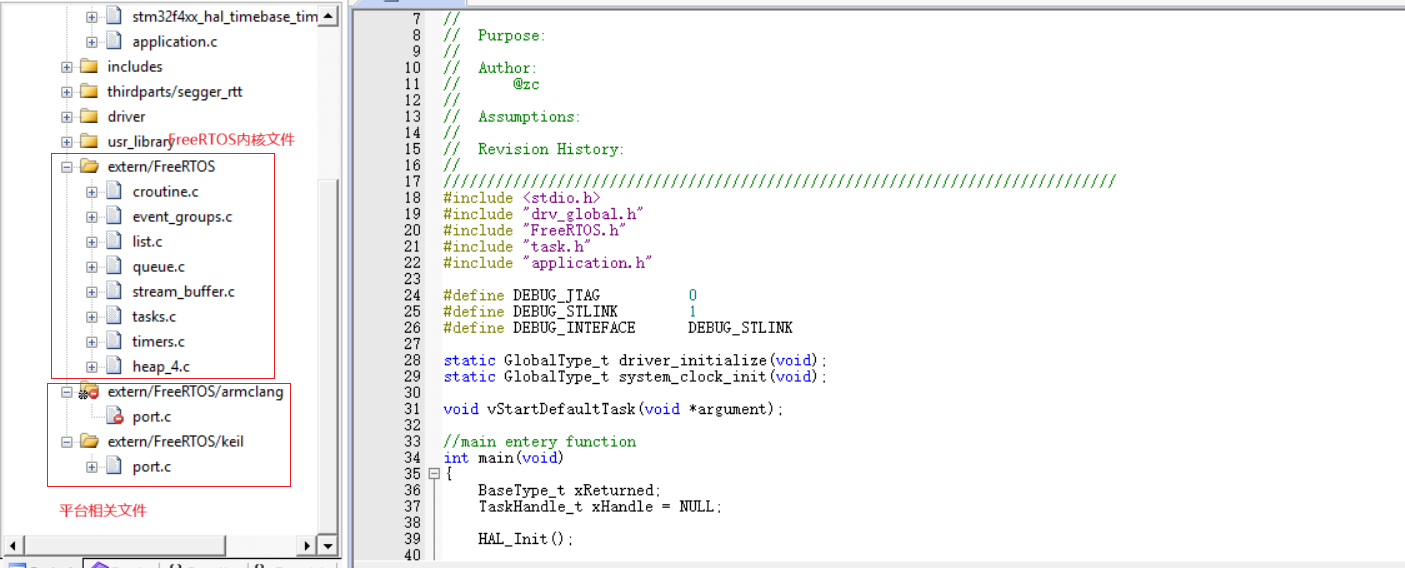 stm32f4xx_hal_timebase_tim
application.c
includes
thirdparts/segger_rtt
driver
usr_library
FreeRTOS内核文件
extern/FreeRTOS
croutine.c
event_groups.c
list.c
queue.c
stream_buffer.c
tasks.c
timers.c
heap_4.c
extern/FreeRTOS/armclang
port.c
extern/FreeRTOS/keil
port.c
平台相关文件
7 //
8 // Purpose:
9 //
10 // Author:
11 // @zc
12 //
13 // Assumptions:
14 //
15 // Revision History:
16 //
17 /////////////////////////////////////////////////////////////////////////////
18 #include <stdio.h>
19 #include "drv_global.h"
20 #include "FreeRTOS.h"
21 #include "task.h"
22 #include "application.h"
23
24 #define DEBUG_JTAG 0
25 #define DEBUG_STLINK 1
26 #define DEBUG_INTEFACE DEBUG_STLINK
27
28 static GlobalType_t driver_initialize(void);
29 static GlobalType_t system_clock_init(void);
30
31 void vStartDefaultTask(void *argument);
32
33 //main entery function
34 int main(void)
35 {
36 BaseType_t xReturned;
37 TaskHandle_t xHandle = NULL;
38
39 HAL_Init();
40